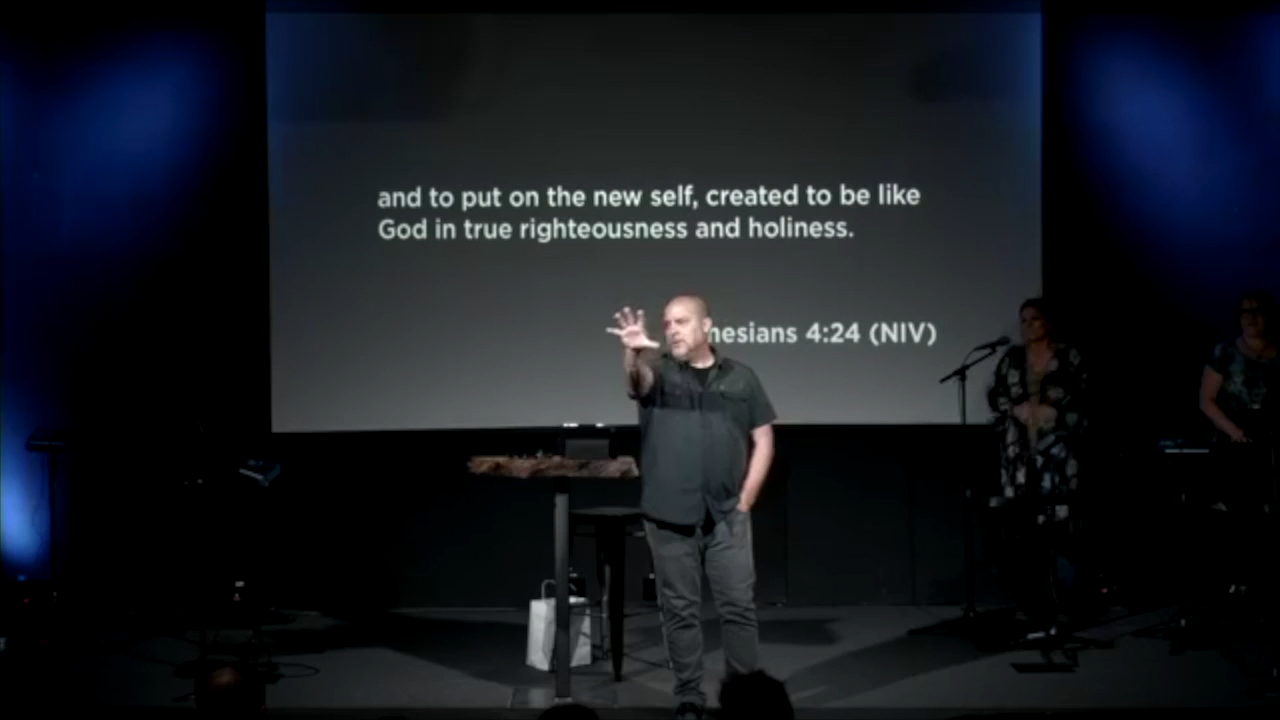 and to put on the new self, created to be like
God in true righteousness and holiness.
hesians 4:24 (NIV)